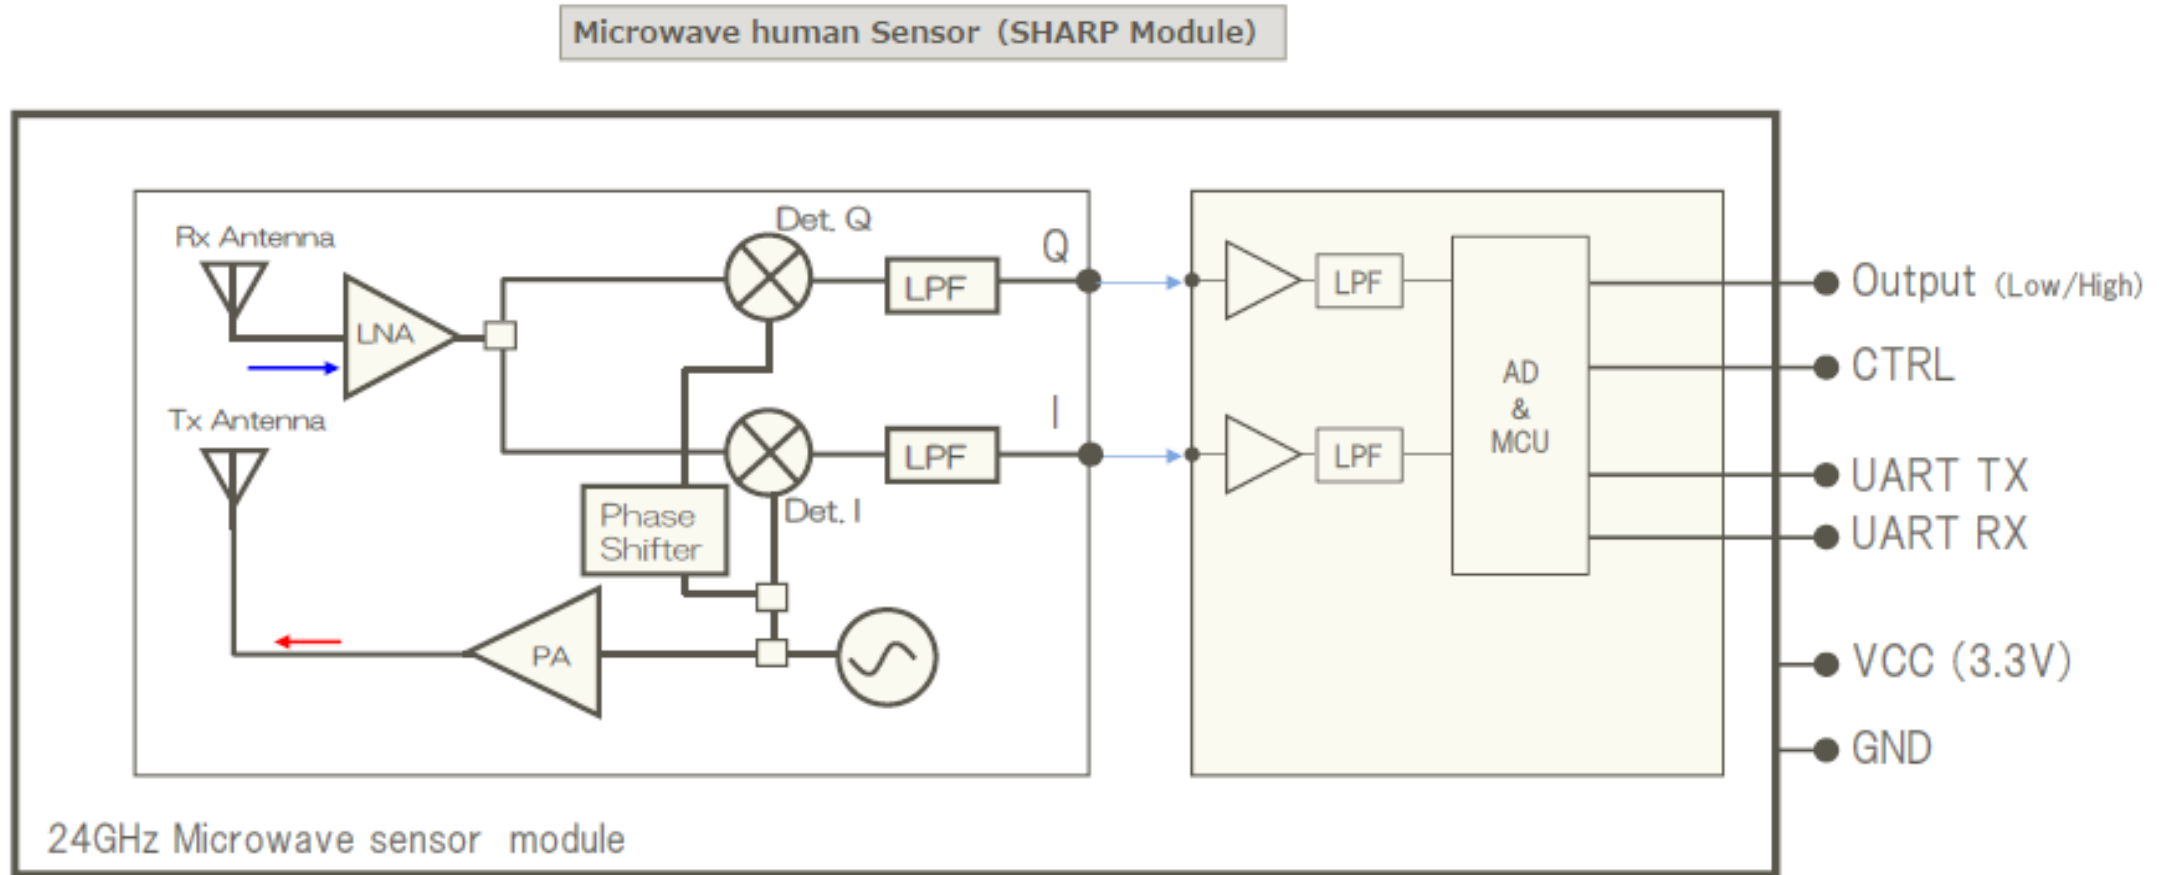 Microwave human Sensor (SHARP Module)
Rx Antenna
LNA
Tx Antenna
Det. Q
LPF
Q
Det. I
LPF
I
Phase
Shifter
PA
LPF
LPF
AD
&
MCU
Output (Low/High)
CTRL
UART TX
UART RX
VCC (3.3V)
GND
24GHz Microwave sensor module